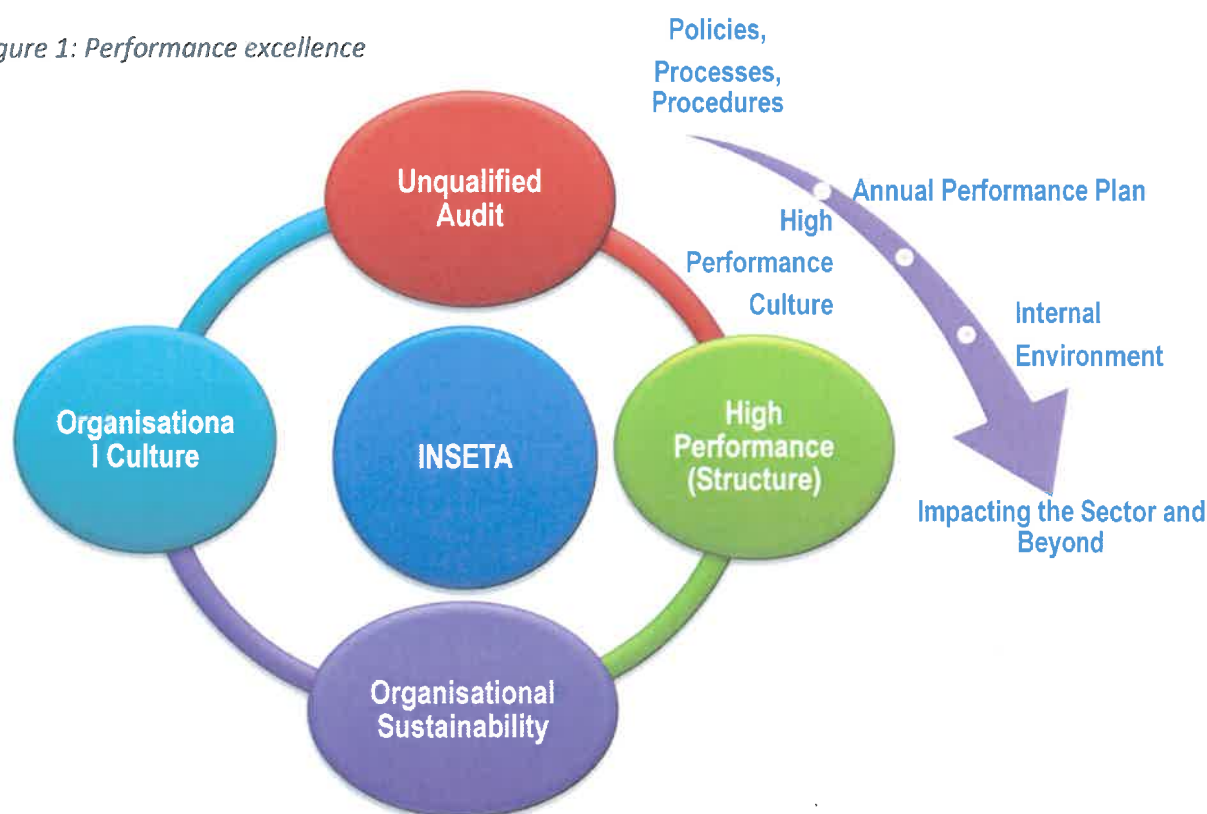 gure 1: Performance excellence
Policies,
Processes,
Procedures
Annual Performance Plan
High
Performance
Culture
Internal
Environment
Impacting the Sector and
Beyond
Unqualified
Audit
Organisationa
l Culture
INSETA
High
Performance
(Structure)
Organisational
Sustainability